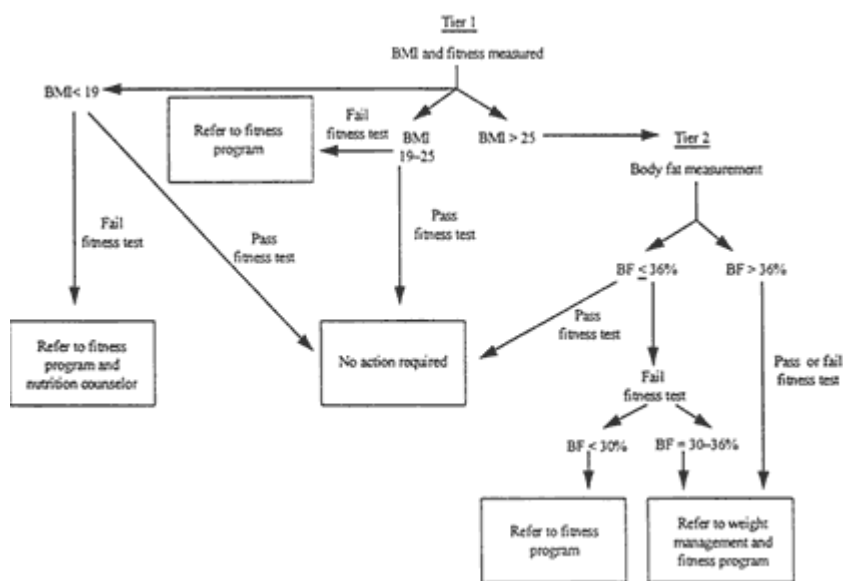 Tier 1
BMI and fitness measured
BMI< 19
Refer to fitness
program
Fail
fitness test
BMI
19–25
BMI > 25
Tier 2
Body fat measurement
Fail
fitness test
Pass
fitness test
Pass
fitness test
BF ≤ 36%
BF > 36%
Refer to fitness
program and
nutrition counselor
No action required
Pass
fitness test
Pass or fail
fitness test
Fail
fitness test
BF < 30%
BF = 30–36%
Refer to fitness
program
Refer to weight
management and
fitness program